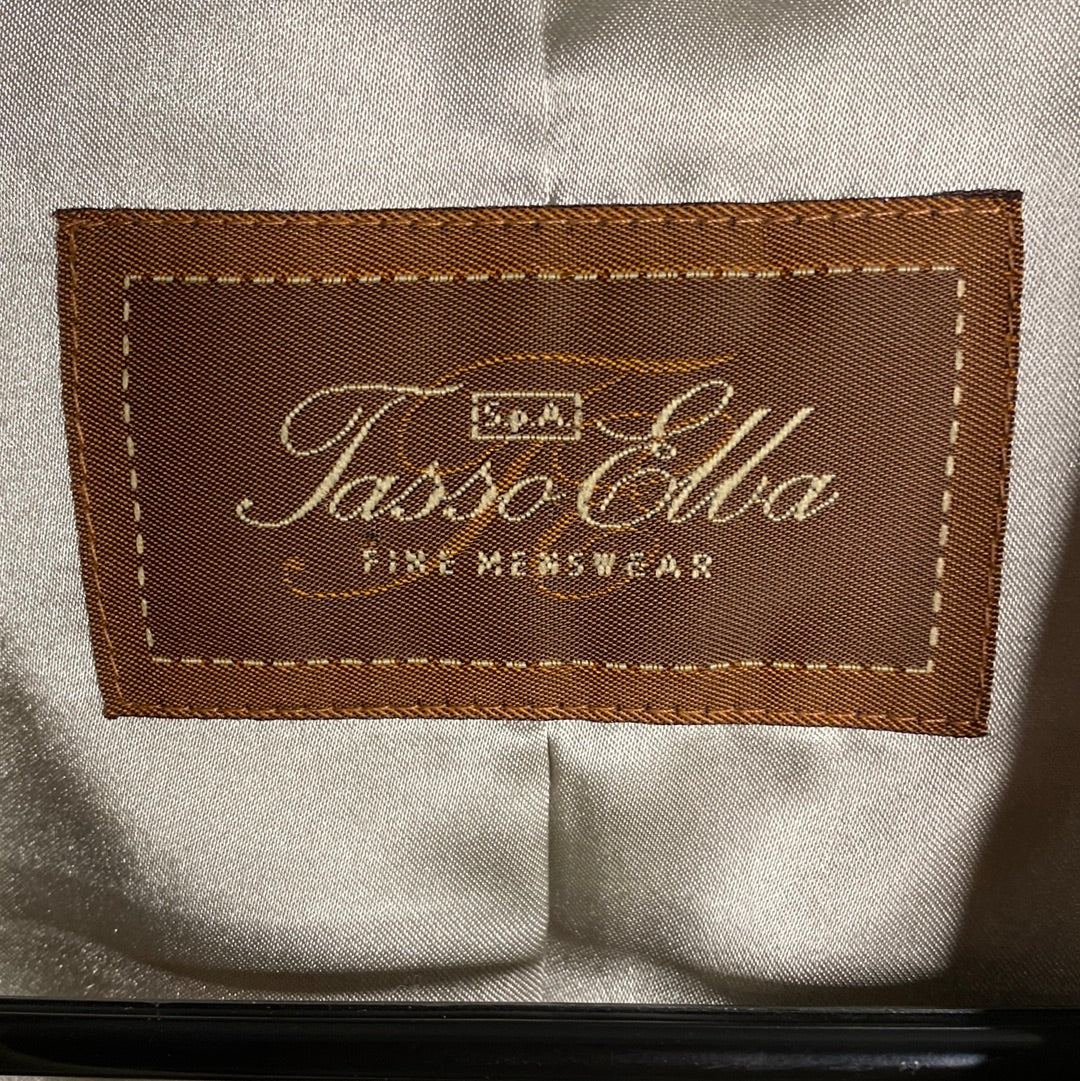 S.p.A.
Tasso Elba
FINE MENSWEAR